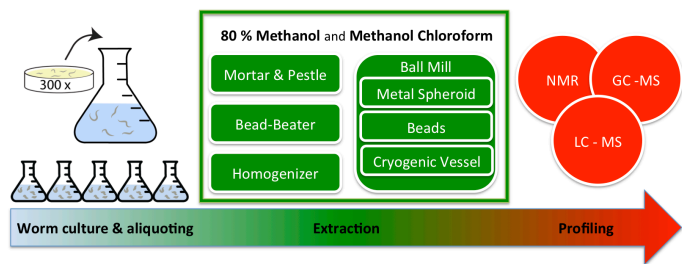 300 x
80 % Methanol and Methanol Chloroform
Mortar & Pestle
Bead-Beater
Homogenizer
Ball Mill
Metal Spheroid
Beads
Cryogenic Vessel
NMR
GC -MS
LC - MS
Worm culture & aliquoting
Extraction
Profiling